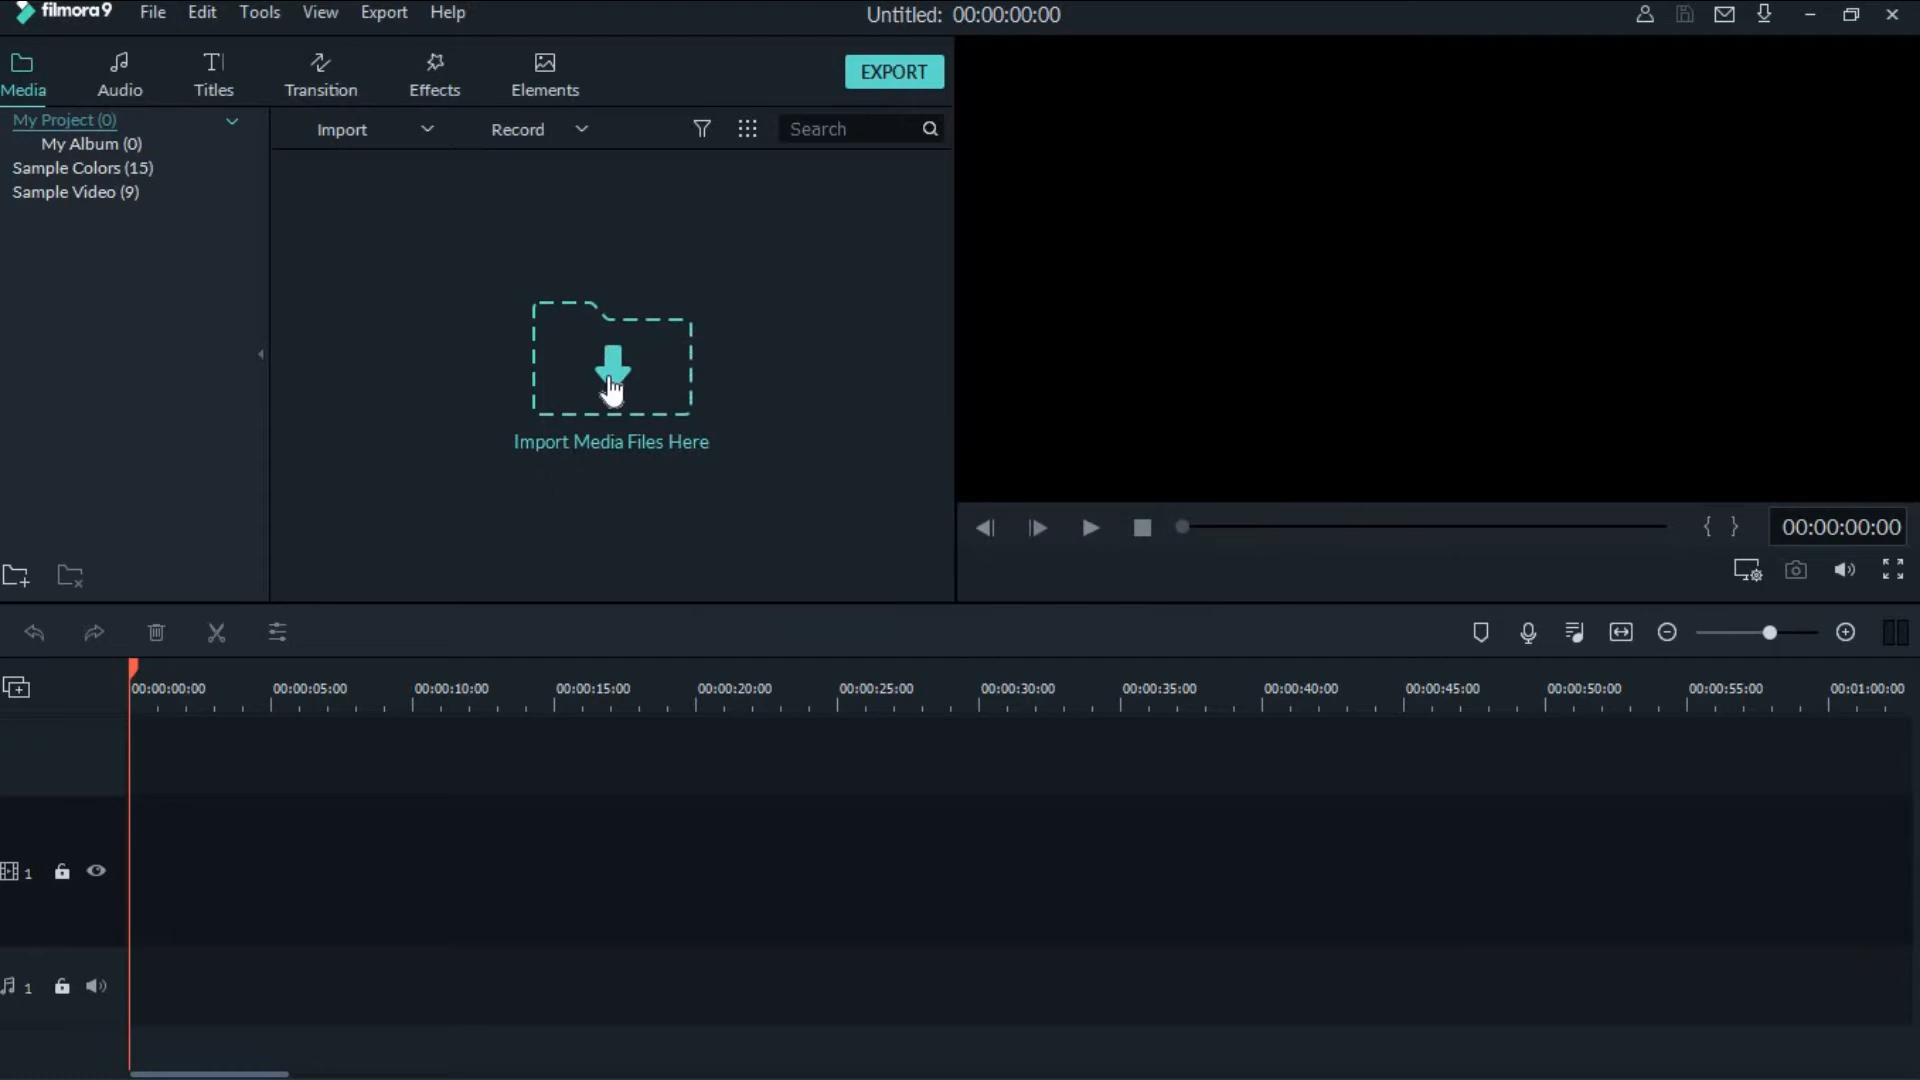 filmora9 File Edit Tools View Export Help Untitled: 00:00:00:00
Media Audio Titles Transition Effects Elements EXPORT
My Project (0)
My Album (0)
Sample Colors (15)
Sample Video (9)
Import Record Search
Import Media Files Here
00:00:00:00
00:00:00:00 00:00:05:00 00:00:10:00 00:00:15:00 00:00:20:00 00:00:25:00 00:00:30:00 00:00:35:00 00:00:40:00 00:00:45:00 00:00:50:00 00:00:55:00 00:01:00:00
1
1